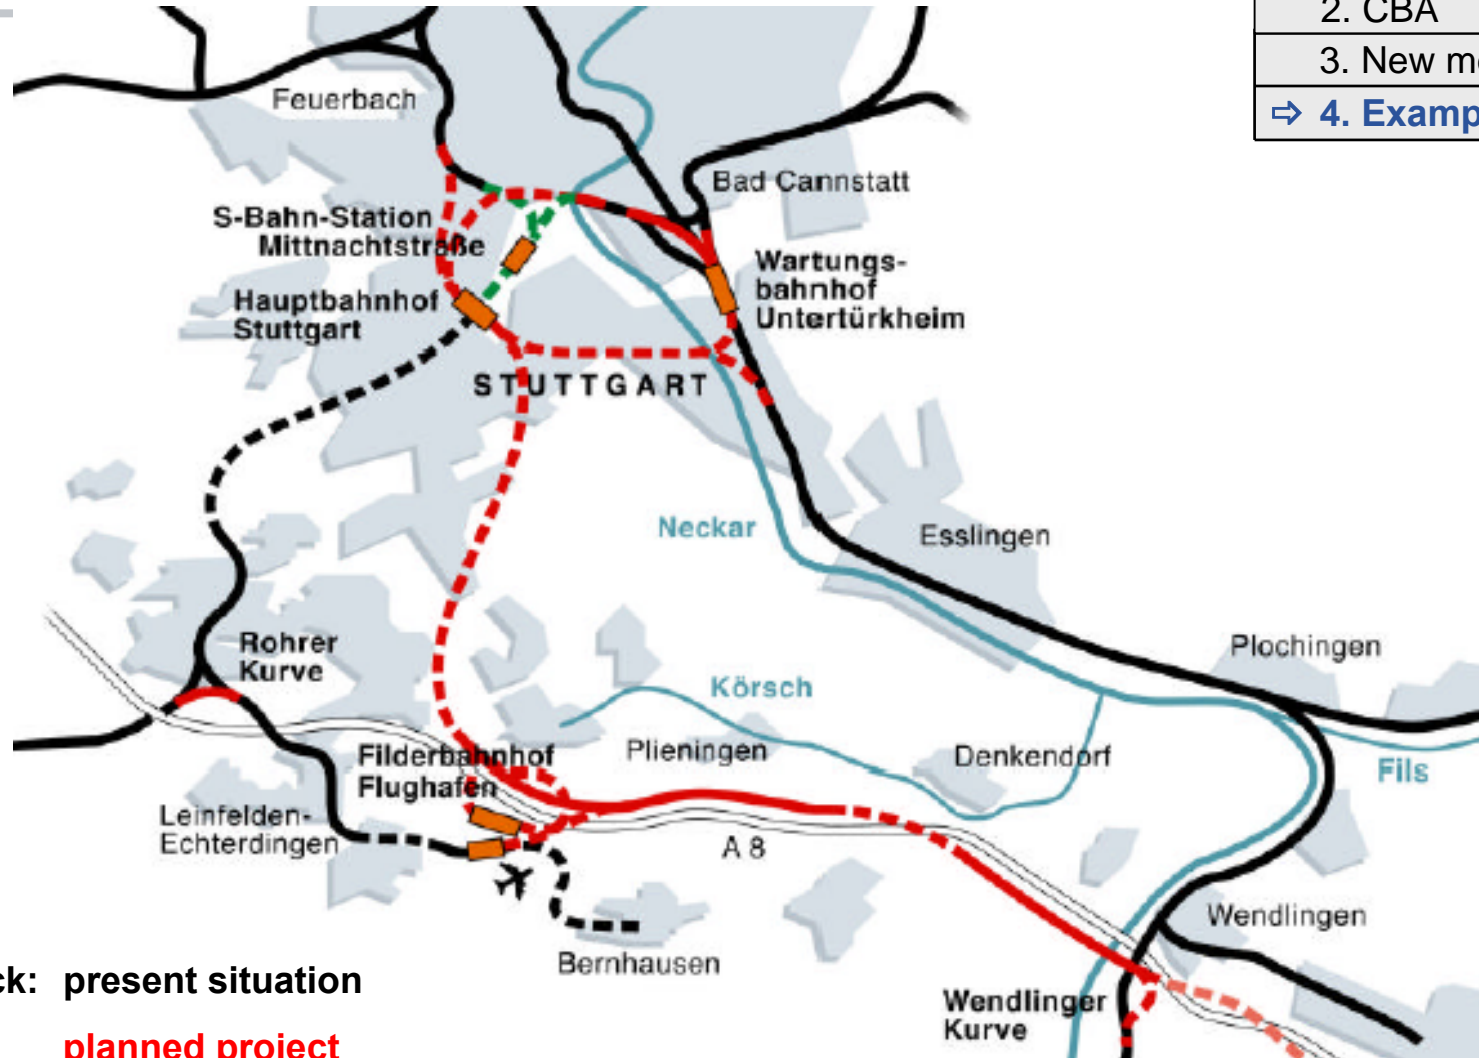 2. CBA
3. New m
⇨ 4. Examp
Feuerbach
Bad Cannstatt
S-Bahn-Station
Mittnachtstraße
Wartungs-
bahnhof
Untertürkheim
Hauptbahnhof
Stuttgart
STUTTGART
Neckar
Esslingen
Rohrer
Kurve
Plochingen
Körsch
Filderbahnhof
Flughafen
Plieningen
Denkendorf
Fils
Leinfelden-
Echterdingen
A 8
Wendlingen
Bernhausen
ck: present situation
planned project
Wendlinger
Kurve